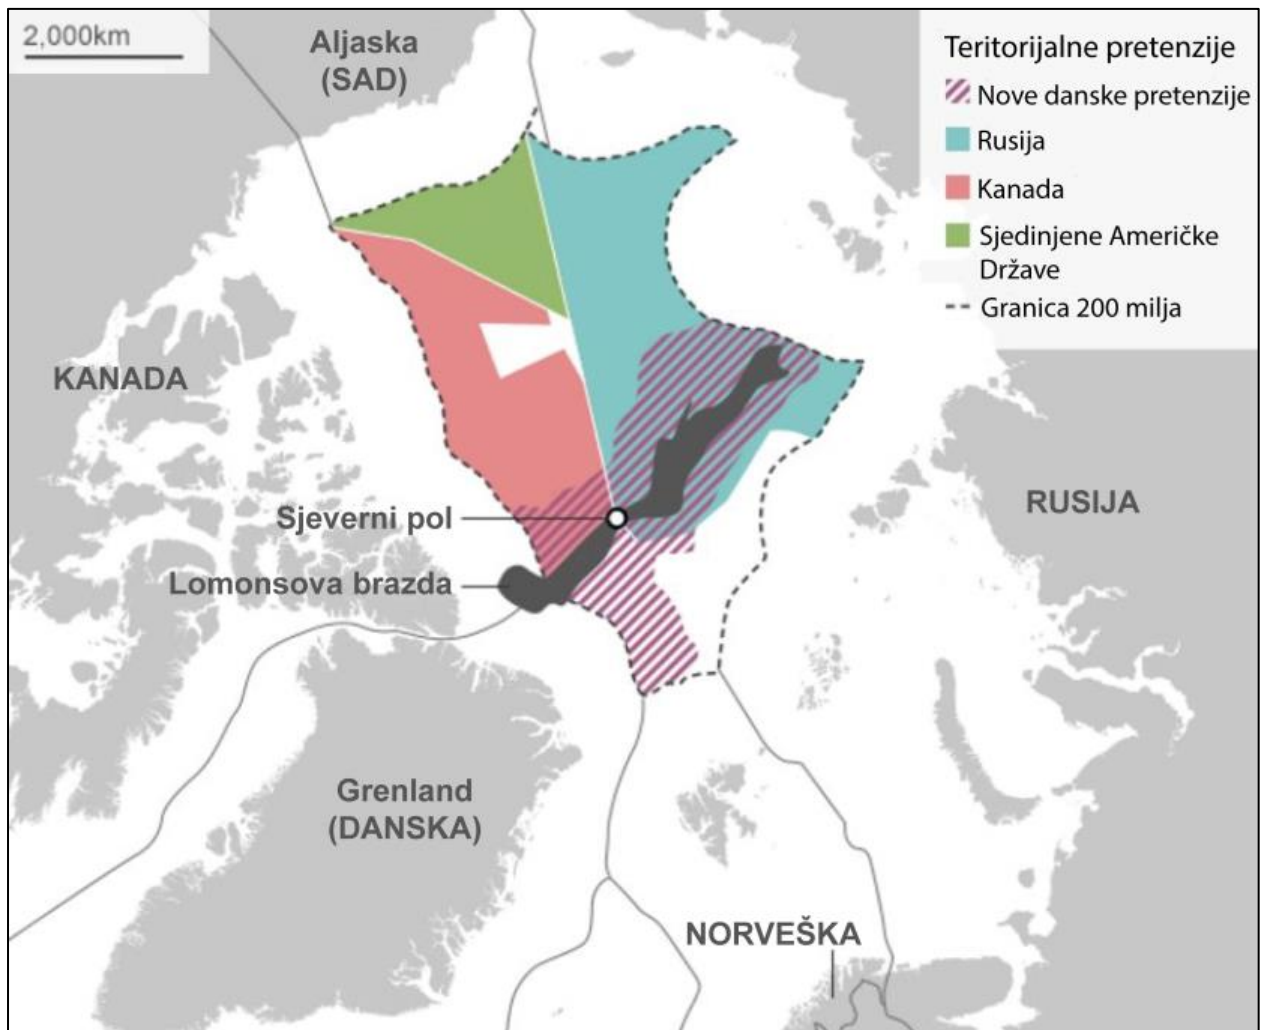 2,000km
Aljaska
(SAD)
Teritorijalne pretenzije
Nove danske pretenzije
Rusija
Kanada
Sjedinjene Američke
Države
Granica 200 milja
KANADA
RUSIJA
Sjeverni pol
Lomonsova brazda
Grenland
(DANSKA)
NORVEŠKA